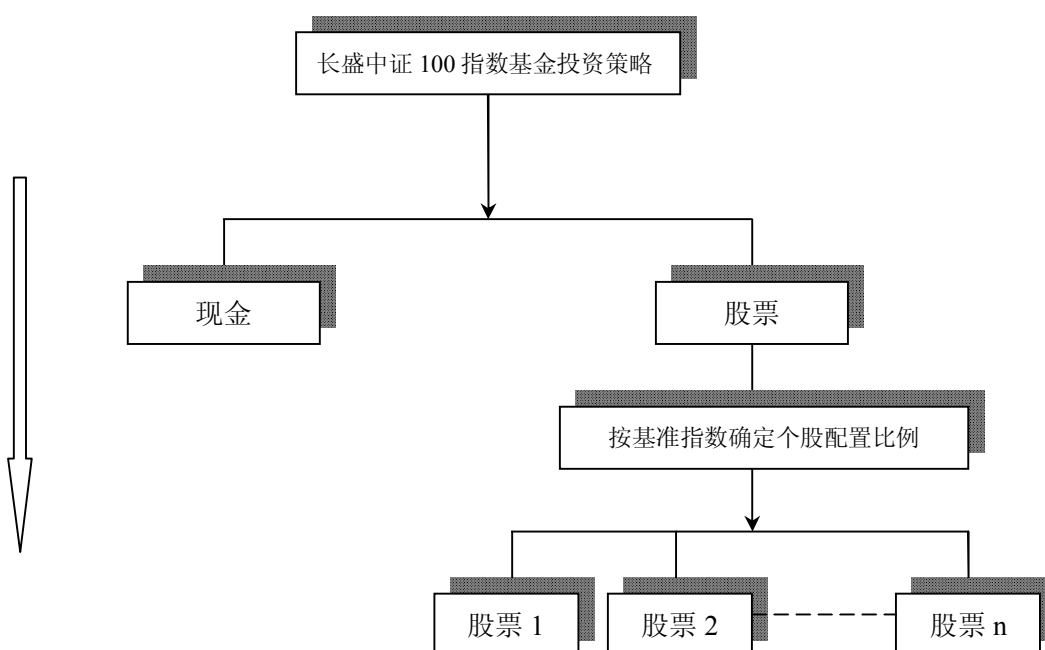 长盛中证 100 指数基金投资策略
现金
股票
按基准指数确定个股配置比例
股票 1
股票 2
股票 n